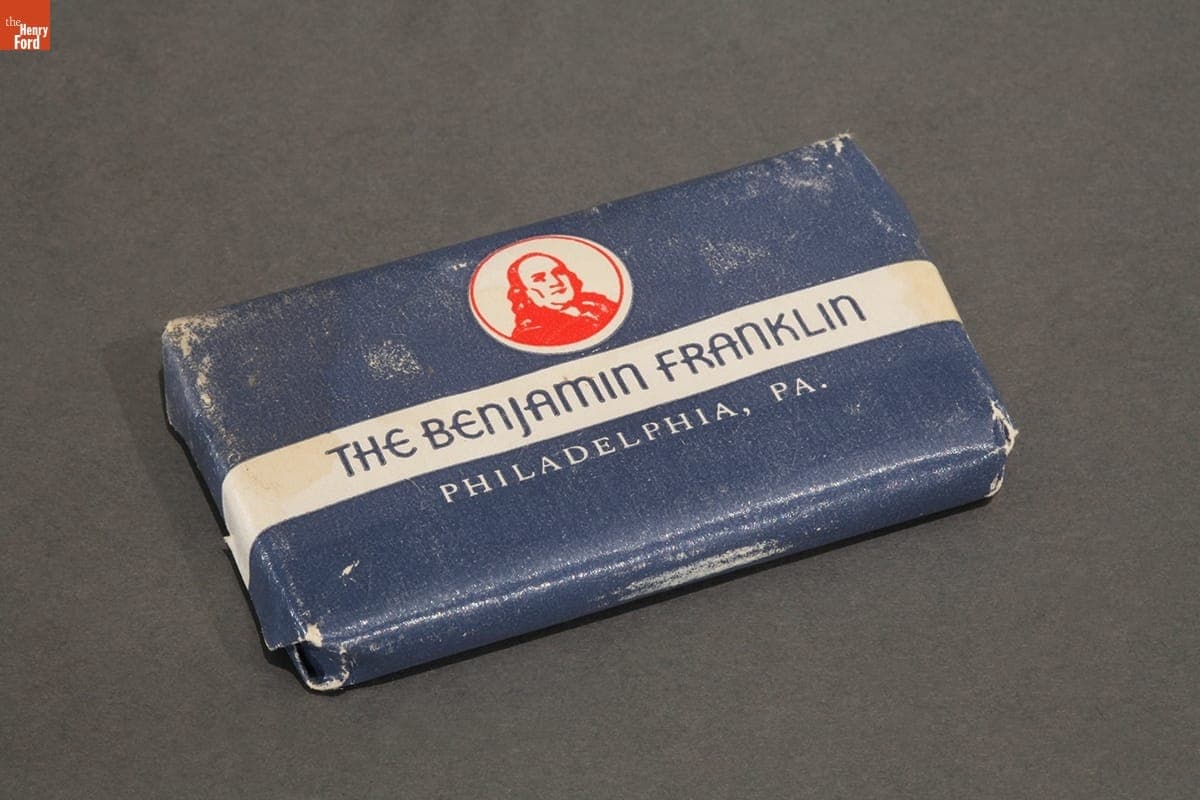 the
Henry
Ford
THE BENJAMIN FRANKLIN
PHILADELPHIA, PA.